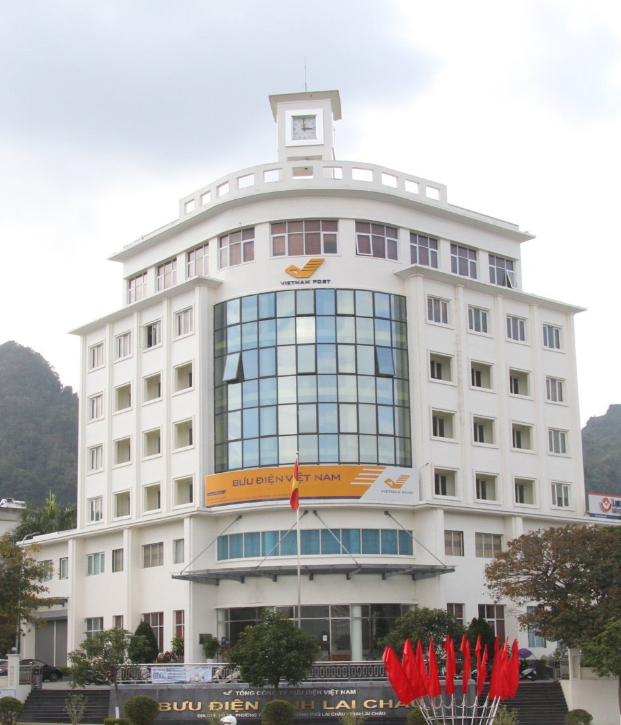 VIETNAM POST
BƯU ĐIỆN VIỆT NAM
VIETNAM POST
TỔNG CÔNG TY BƯU ĐIỆN VIỆT NAM
BƯU ĐIỆN TỈNH LAI CHÂU